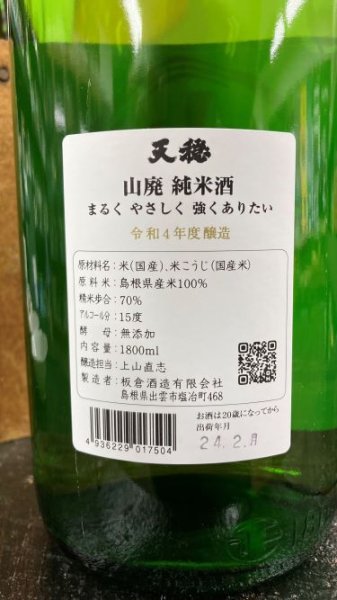 天穏
山廃 純米酒
まるく やさしく 強くありたい
令和4年度醸造
原材料名：米(国産)、米こうじ(国産米)
原料米：島根県産米100%
精米歩合：70%
アルコール分：15度
酵母：無添加
内容量：1800ml
醸造担当：上山直志
製造者：板倉酒造有限会社
島根県出雲市塩冶町468
お酒は20歳になってから
出荷年月
24.2.月
4 936229 017504